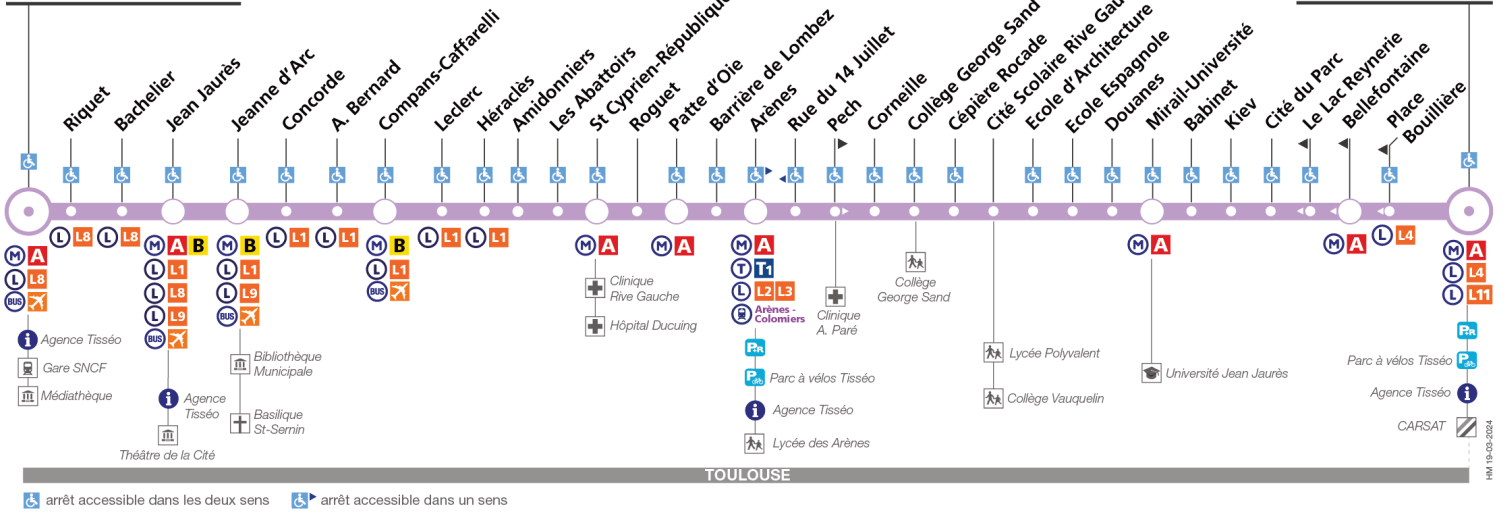 Riquet
Bachelier
Jean Jaurès
Jeanne d'Arc
Concorde
A. Bernard
Compans-Caffarelli
Leclerc
Héraclès
Amidonniers
Les Abattoirs
St Cyprien-République
Roguet
Patte d'Oie
Barrière de Lombez
Arènes
Rue du 14 Juillet
Pech
Corneille
Collège George Sand
Cépière Rocade
Cité Scolaire Rive Gau
Ecole d'Architecture
Ecole Espagnole
Douanes
Mirail-Université
Babinet
Kiev
Cité du Parc
Le Lac Reynerie
Bellefontaine
Place
Bouillière
M A
L L8
BUS
i Agence Tisséo
Gare SNCF
Médiathèque
L L8
L L8
M A B
L L1
L L8
L L9
BUS
i Agence
Tisséo
Théâtre de la Cité
M B
L L1
L L9
BUS
Bibliothèque
Municipale
Basilique
St-Sernin
L L1
L L1
M B
L L1
BUS
L L1
L L1
M A
Clinique
Rive Gauche
Hôpital Ducuing
M A
M A
T T1
L L2 L3
Arènes -
Colomiers
P+R
P Parc à vélos Tisséo
i Agence Tisséo
Lycée des Arènes
Clinique
A. Paré
Collège
George Sand
Lycée Polyvalent
Collège Vauquelin
M A
Université Jean Jaurès
M A
L L4
M A
L L4
L L11
P+R
Parc à vélos Tisséo P
Agence Tisséo i
CARSAT
HM 19-03-2024
TOULOUSE
arrêt accessible dans les deux sens
arrêt accessible dans un sens